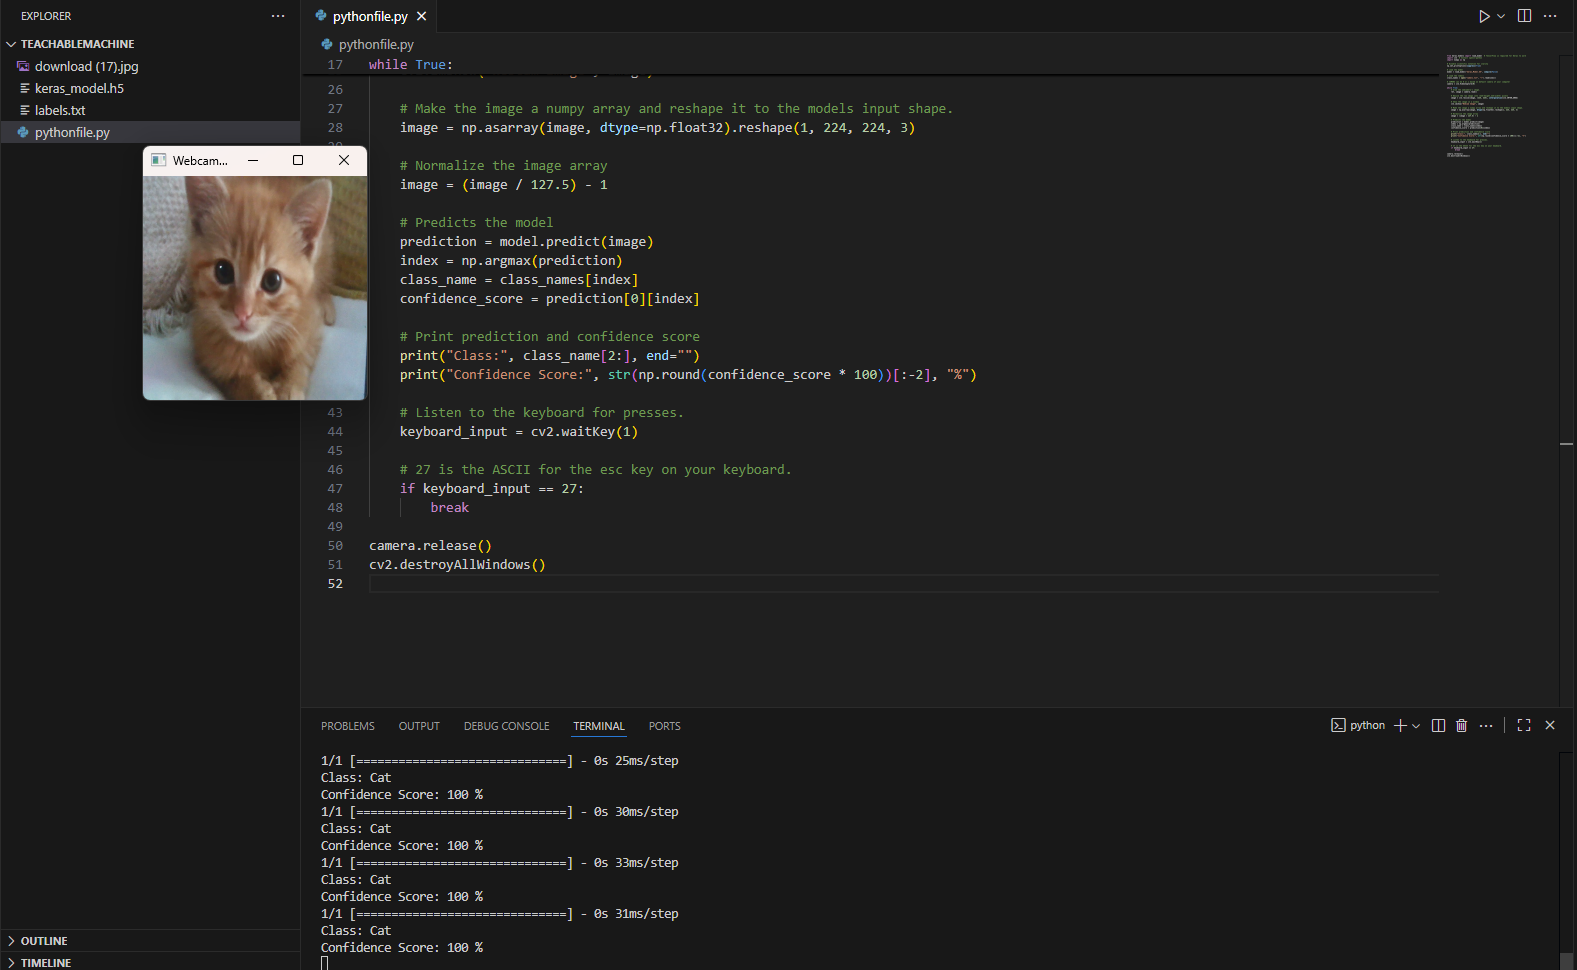 EXPLORER
TEACHABLEMACHINE
download (17).jpg
keras_model.h5
labels.txt
pythonfile.py
Webcam...
OUTLINE
TIMELINE
pythonfile.py
pythonfile.py
17 while True:
26
27 # Make the image a numpy array and reshape it to the models input shape.
28 image = np.asarray(image, dtype=np.float32).reshape(1, 224, 224, 3)
# Normalize the image array
image = (image / 127.5) - 1
# Predicts the model
prediction = model.predict(image)
index = np.argmax(prediction)
class_name = class_names[index]
confidence_score = prediction[0][index]
# Print prediction and confidence score
print("Class:", class_name[2:], end="")
print("Confidence Score:", str(np.round(confidence_score * 100))[:-2], "%")
43 # Listen to the keyboard for presses.
44 keyboard_input = cv2.waitKey(1)
45
46 # 27 is the ASCII for the esc key on your keyboard.
47 if keyboard_input == 27:
48 break
49
50 camera.release()
51 cv2.destroyAllWindows()
52
PROBLEMS OUTPUT DEBUG CONSOLE TERMINAL PORTS
python
1/1 [==============================] - 0s 25ms/step
Class: Cat
Confidence Score: 100 %
1/1 [==============================] - 0s 30ms/step
Class: Cat
Confidence Score: 100 %
1/1 [==============================] - 0s 33ms/step
Class: Cat
Confidence Score: 100 %
1/1 [==============================] - 0s 31ms/step
Class: Cat
Confidence Score: 100 %